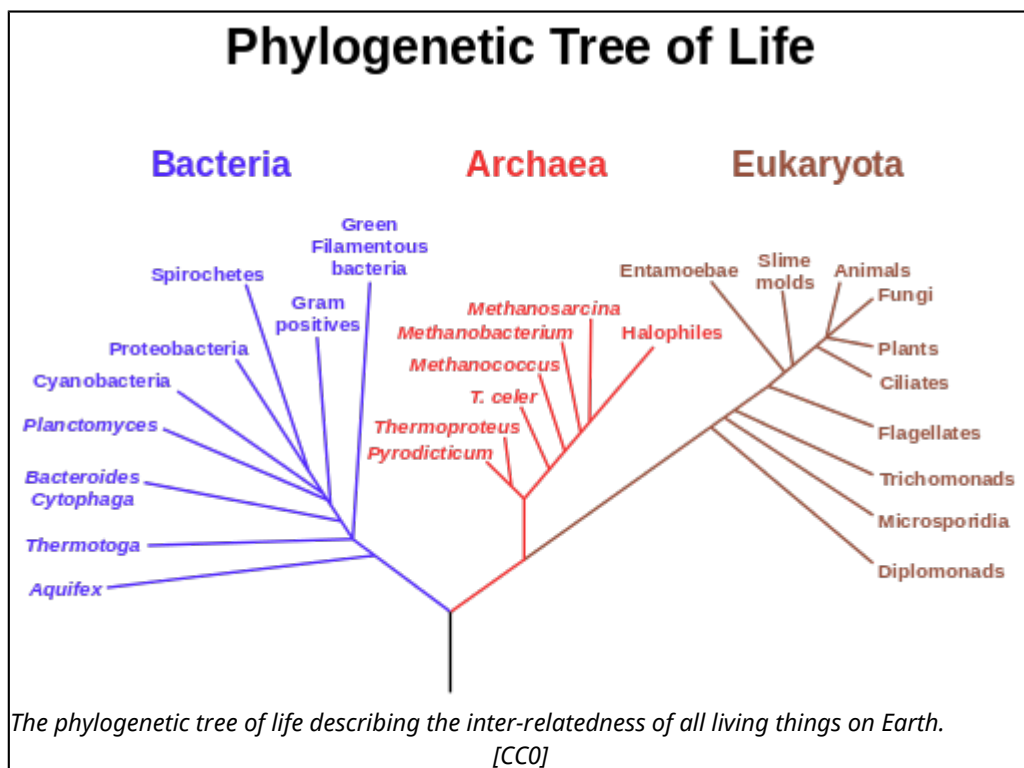 Phylogenetic Tree of Life
Bacteria
Archaea
Eukaryota
Green
Filamentous
bacteria
Spirochetes
Gram
positives
Proteobacteria
Cyanobacteria
Planctomyces
Bacteroides
Cytophaga
Thermotoga
Aquifex
Methanosarcina
Methanobacterium
Halophiles
Methanococcus
T. celer
Thermoproteus
Pyrodicticum
Entamoebae
Slime
molds
Animals
Fungi
Plants
Ciliates
Flagellates
Trichomonads
Microsporidia
Diplomonads
The phylogenetic tree of life describing the inter-relatedness of all living things on Earth.
[CC0]